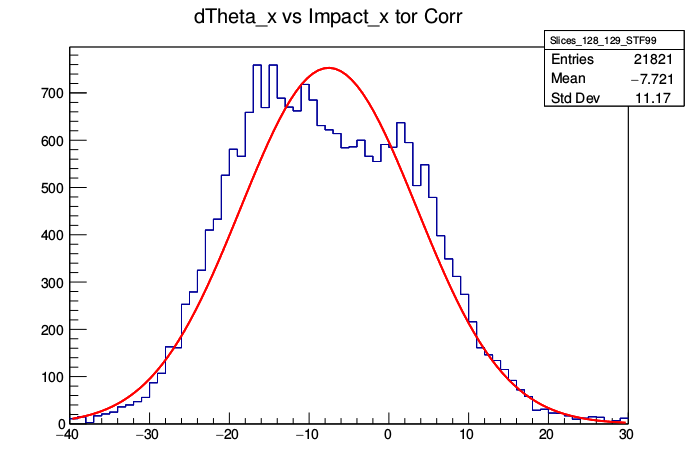 dTheta_x vs Impact_x tor Corr
Slices_128_129_STF99
Entries 21821
Mean −7.721
Std Dev 11.17
700
600
500
400
300
200
100
0
−40 −30 −20 −10 0 10 20 30